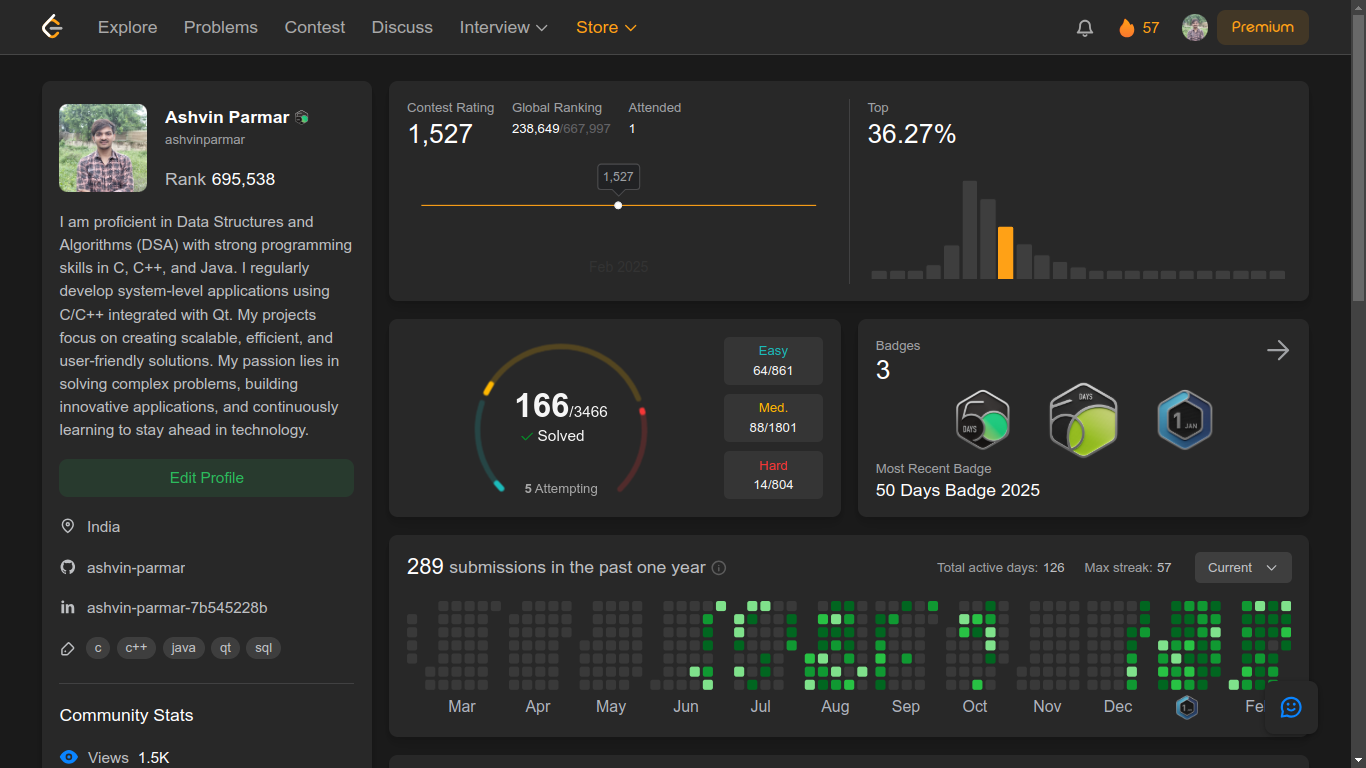 Explore Problems Contest Discuss Interview Store 57 Premium
Ashvin Parmar
ashvinparmar
Rank 695,538
I am proficient in Data Structures and
Algorithms (DSA) with strong programming
skills in C, C++, and Java. I regularly
develop system-level applications using
C/C++ integrated with Qt. My projects
focus on creating scalable, efficient, and
user-friendly solutions. My passion lies in
solving complex problems, building
innovative applications, and continuously
learning to stay ahead in technology.
Edit Profile
India
ashvin-parmar
ashvin-parmar-7b545228b
c c++ java qt sql
Community Stats
Views 1.5K
Contest Rating Global Ranking Attended
1,527 238,649/667,997 1
1,527
Feb 2025
Top
36.27%
166/3466
Solved
5 Attempting
Easy
64/861
Med.
88/1801
Hard
14/804
Badges
3
50 DAYS
DAYS
1 JAN
Most Recent Badge
50 Days Badge 2025
289 submissions in the past one year Total active days: 126 Max streak: 57 Current
Mar Apr May Jun Jul Aug Sep Oct Nov Dec